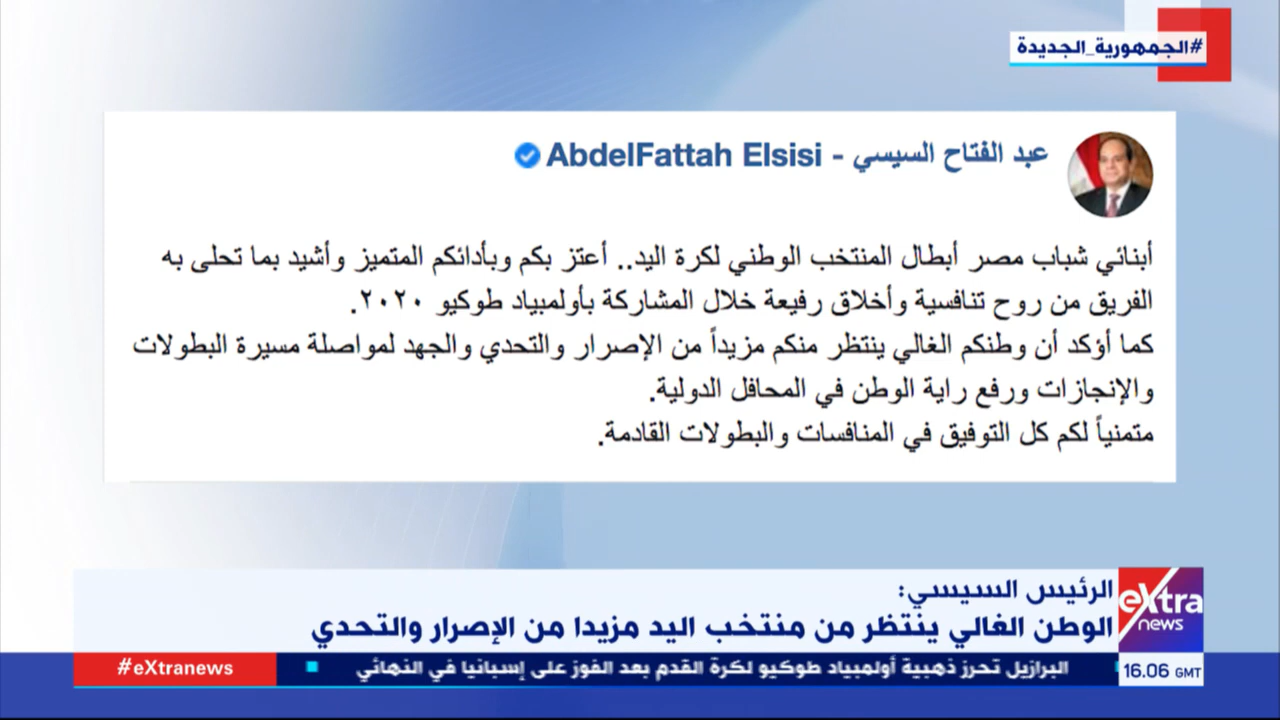 #الجمهورية_الجديدة
عبد الفتاح السيسي - AbdelFattah Elsisi
أبنائي شباب مصر أبطال المنتخب الوطني لكرة اليد.. أعتز بكم وبأدائكم المتميز وأشيد بما تحلى به
الفريق من روح تنافسية وأخلاق رفيعة خلال المشاركة بأولمبياد طوكيو ٢٠٢٠.
كما أؤكد أن وطنكم الغالي ينتظر منكم مزيداً من الإصرار والتحدي والجهد لمواصلة مسيرة البطولات
والإنجازات ورفع راية الوطن في المحافل الدولية.
متمنياً لكم كل التوفيق في المنافسات والبطولات القادمة.
الرئيس السيسي:
الوطن الغالي ينتظر من منتخب اليد مزيدا من الإصرار والتحدي
eXtra
news
البرازيل تحرز ذهبية أولمبياد طوكيو لكرة القدم بعد الفوز على إسبانيا في النهائي
#eXtranews
16.06 GMT